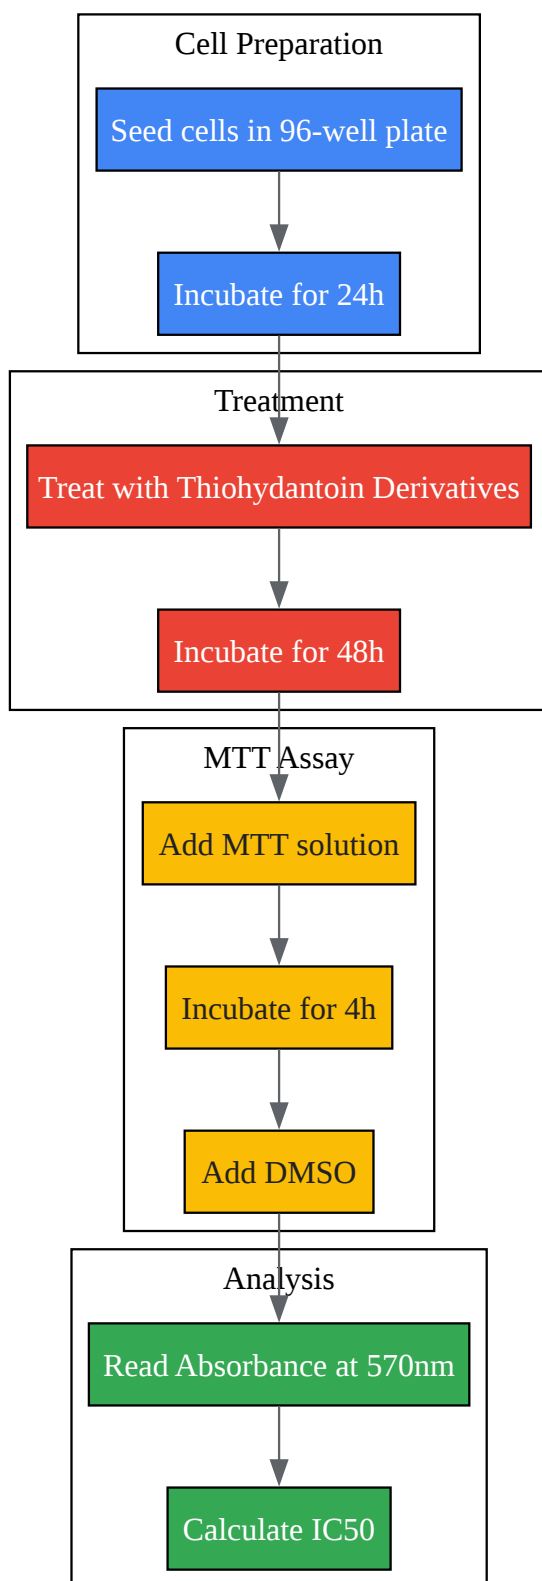 Cell Preparation
Seed cells in 96-well plate
Incubate for 24h
Treatment
Treat with Thiohydantoin Derivatives
Incubate for 48h
MTT Assay
Add MTT solution
Incubate for 4h
Add DMSO
Analysis
Read Absorbance at 570nm
Calculate IC50